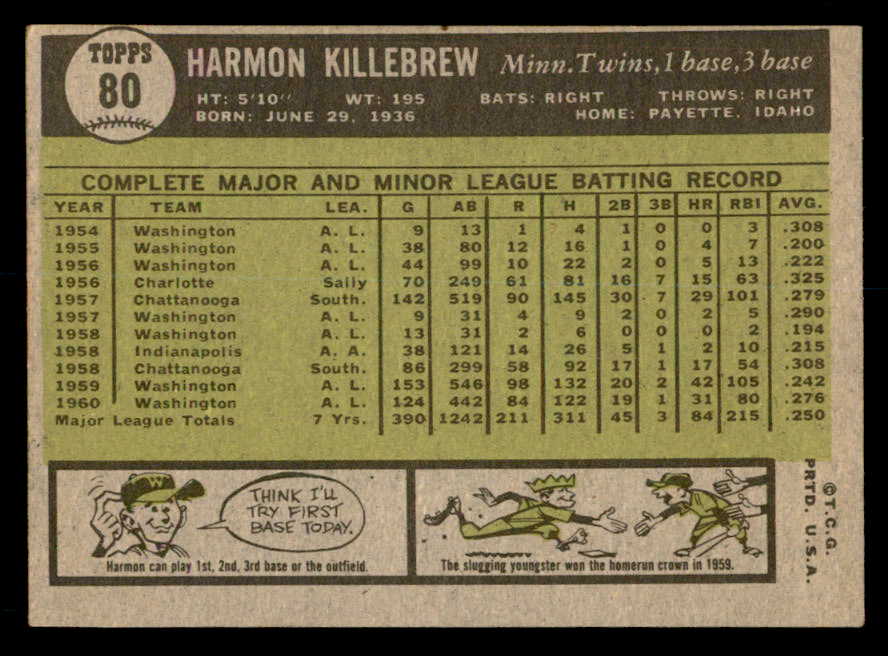 TOPPS
80
HARMON KILLEBREW Minn. Twins, 1 base, 3 base
HT: 5'10" WT: 195 BATS: RIGHT THROWS: RIGHT
BORN: JUNE 29, 1936 HOME: PAYETTE, IDAHO
COMPLETE MAJOR AND MINOR LEAGUE BATTING RECORD
YEAR TEAM LEA. G AB R H 2B 3B HR RBI AVG.
1954 Washington A. L. 9 13 1 4 1 0 0 3 .308
1955 Washington A. L. 38 80 12 16 1 0 4 7 .200
1956 Washington A. L. 44 99 10 22 2 0 5 13 .222
1956 Charlotte Sally 70 249 61 81 16 7 15 63 .325
1957 Chattanooga South. 142 519 90 145 30 7 29 101 .279
1957 Washington A. L. 9 31 4 9 2 0 2 5 .290
1958 Washington A. L. 13 31 2 6 0 0 0 2 .194
1958 Indianapolis A. A. 38 121 14 26 5 1 2 10 .215
1958 Chattanooga South. 86 299 58 92 17 1 17 54 .308
1959 Washington A. L. 153 546 98 132 20 2 42 105 .242
1960 Washington A. L. 124 442 84 122 19 1 31 80 .276
Major League Totals 7 Yrs. 390 1242 211 311 45 3 84 215 .250
W
THINK I'LL
TRY FIRST
BASE TODAY.
Harmon can play 1st, 2nd, 3rd base or the outfield.
The slugging youngster won the homerun crown in 1959.
©T.C.G.
PRTD. U.S.A.